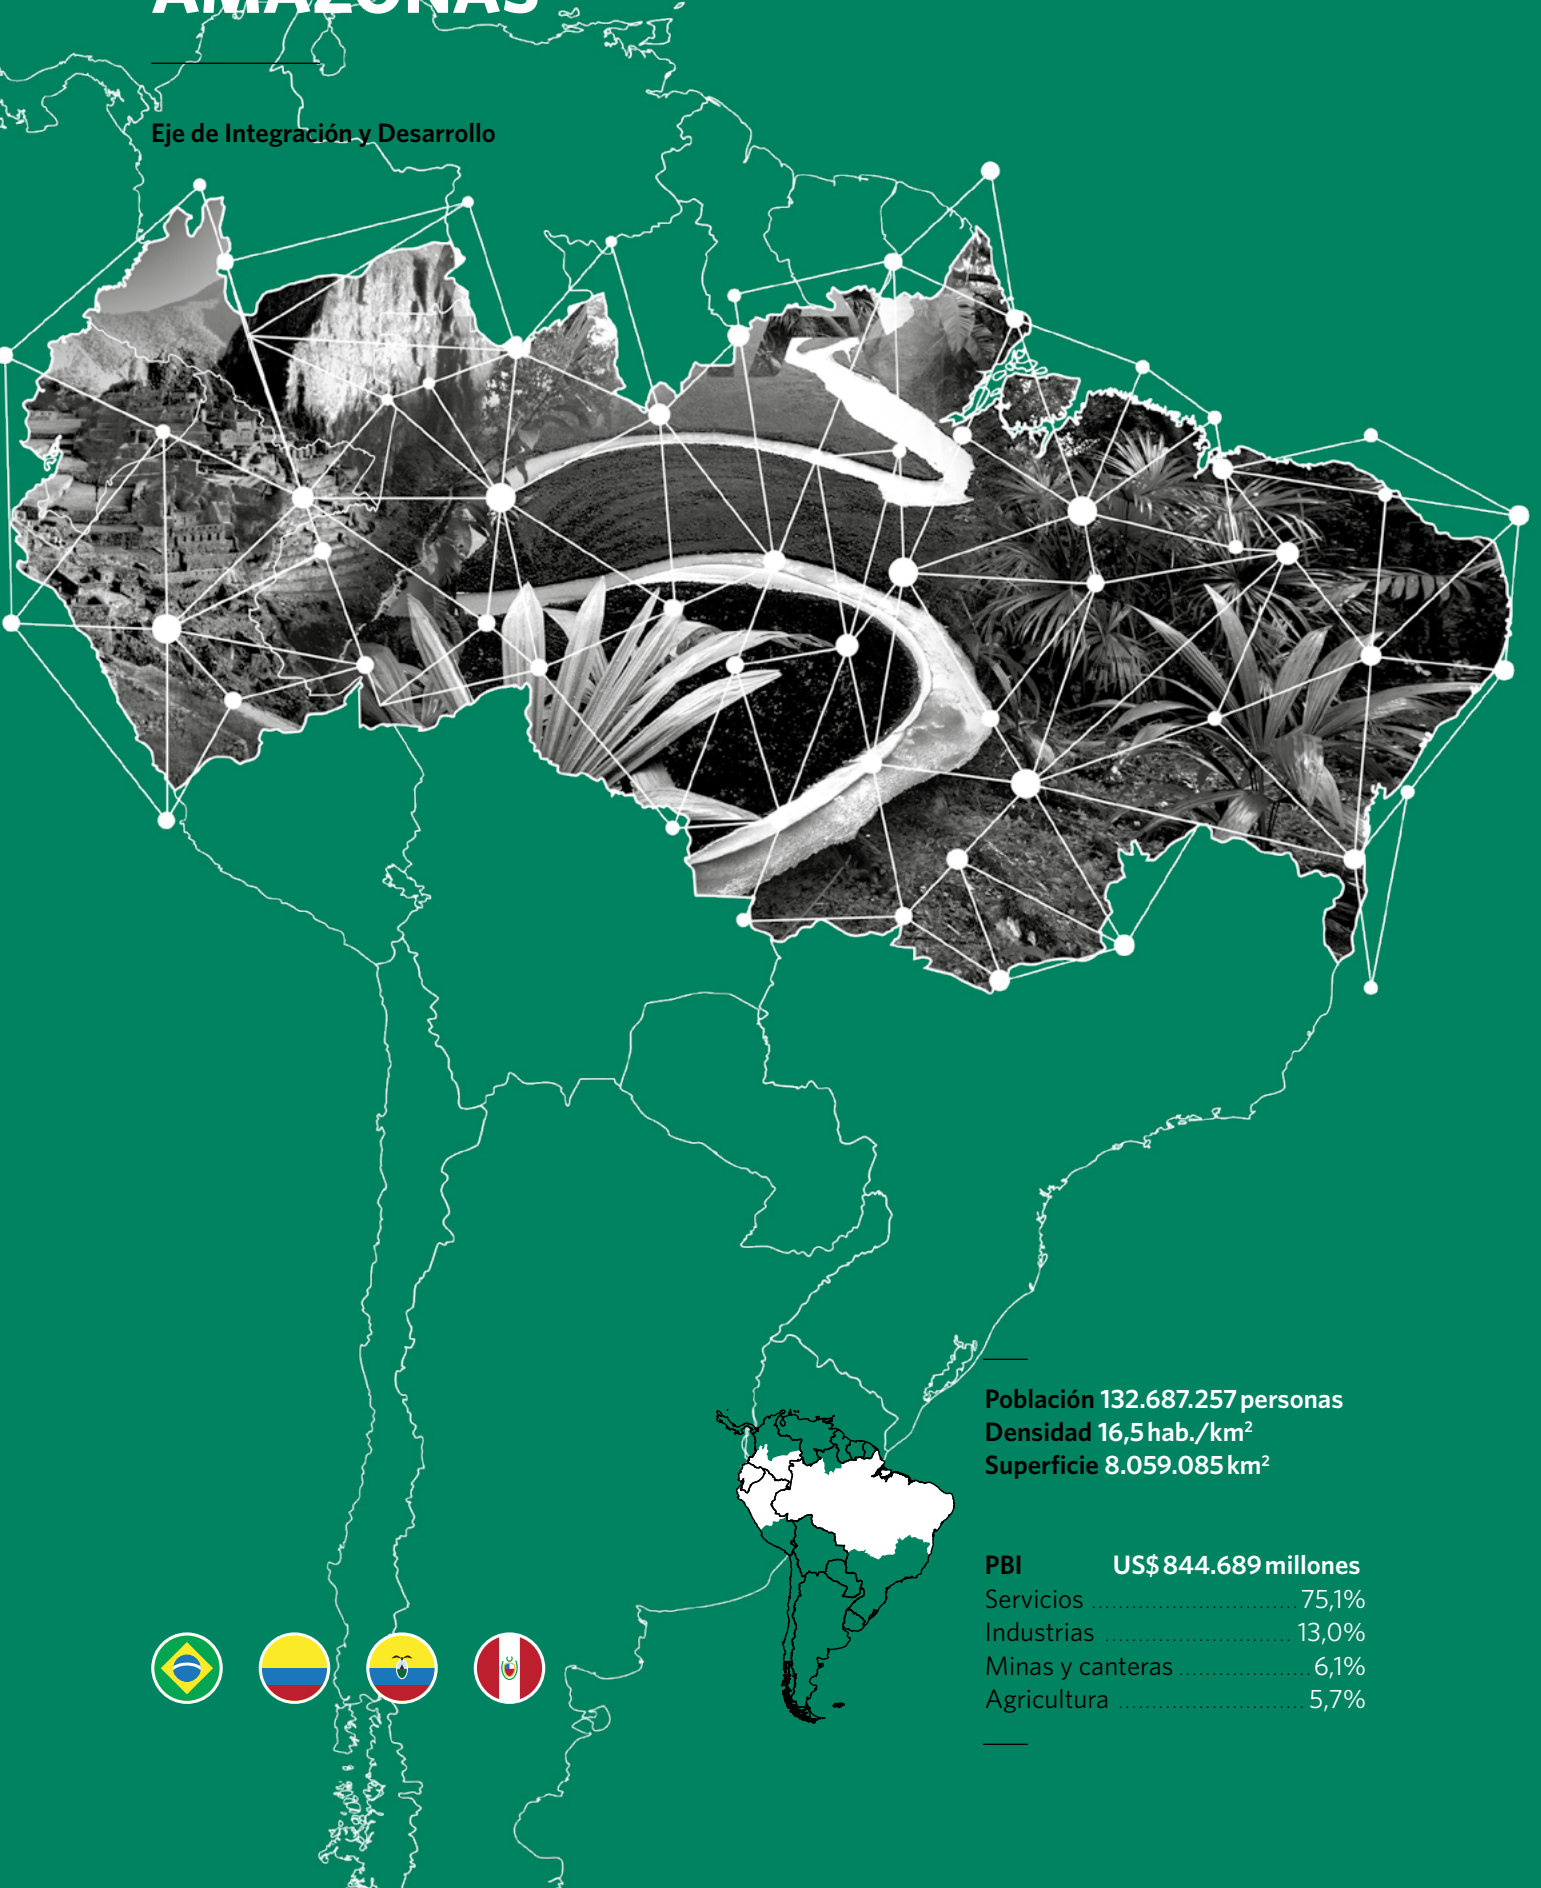 AMAZONAS
Eje de Integración y Desarrollo
Población 132.687.257 personas
Densidad 16,5 hab./km²
Superficie 8.059.085 km²
PBI US$ 844.689 millones
Servicios 75,1%
Industrias 13,0%
Minas y canteras 6,1%
Agricultura 5,7%